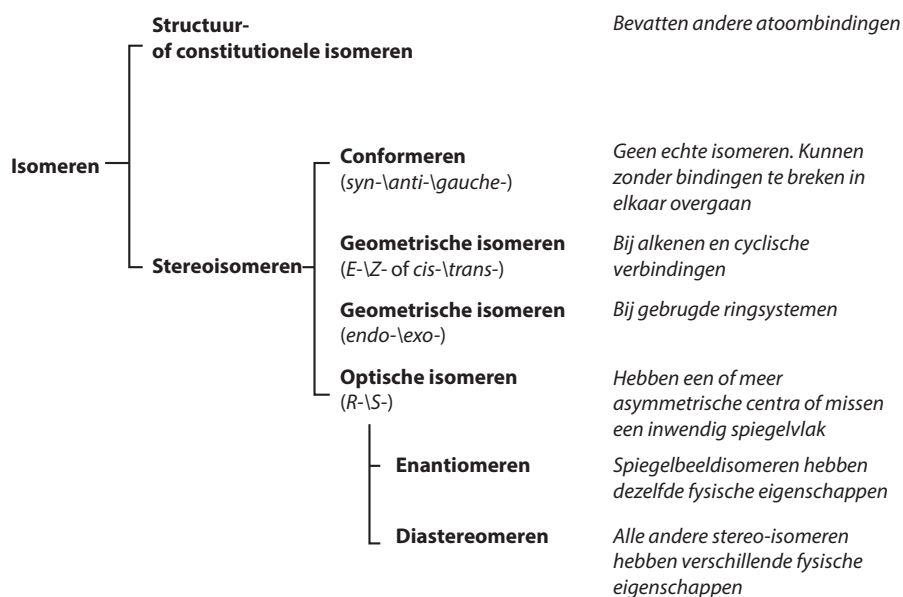 Structuur-
of constitutionele isomeren
Bevatten andere atoombindingen
Isomeren
Stereoisomeren
Conformeren
(syn-\anti-\gauche-)
Geen echte isomeren. Kunnen
zonder bindingen te breken in
elkaar overgaan
Geometrische isomeren
(E-\Z- of cis-\trans-)
Bij alkenen en cyclische
verbindingen
Geometrische isomeren
(endo-\exo-)
Bij gebrugde ringsystemen
Optische isomeren
(R-\S-)
Hebben een of meer
asymmetrische centra of missen
een inwendig spiegelvlak
Enantiomeren
Spiegelbeeldisomeren hebben
dezelfde fysische eigenschappen
Diastereomeren
Alle andere stereo-isomeren
hebben verschillende fysische
eigenschappen